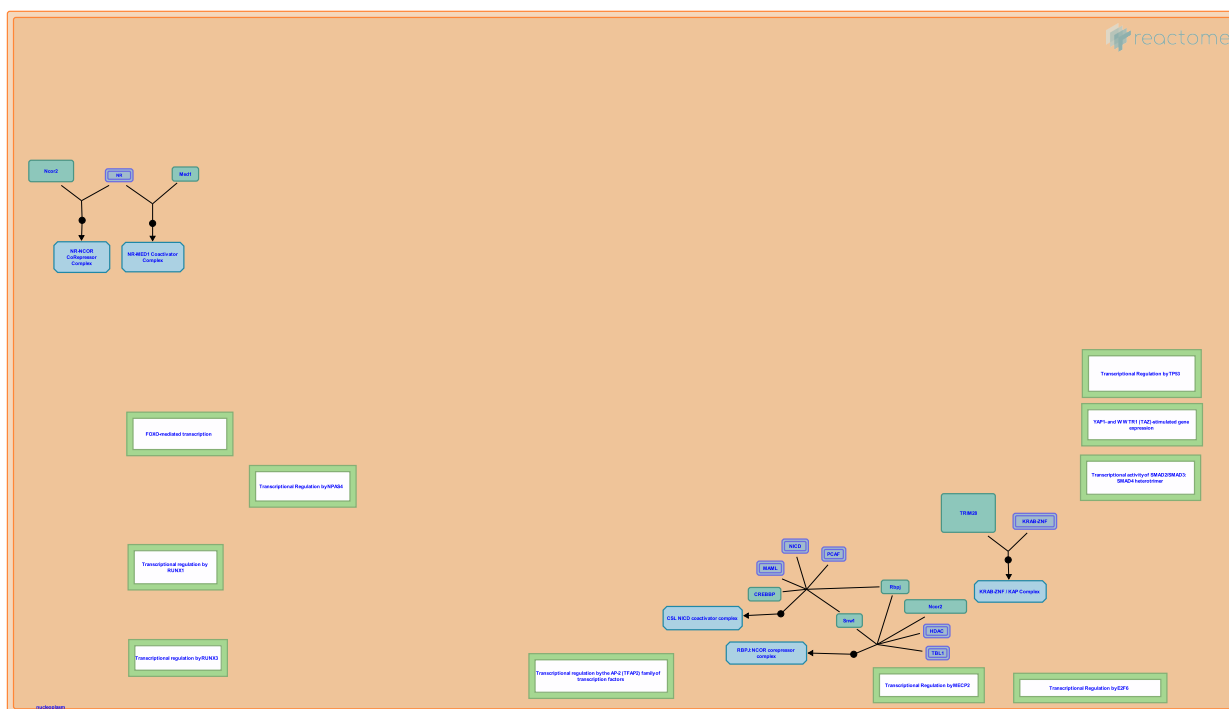 reactome
Ncor2
NR
Med1
NR-NCOR
CoRepressor
Complex
NR-MED1 Coactivator
Complex
Transcriptional Regulation by TP53
YAP1- and WWTR1 (TAZ)-stimulated gene
expression
FOXO-mediated transcription
Transcriptional activity of SMAD2/SMAD3:
SMAD4 heterotrimer
Transcriptional Regulation by NPAS4
TRIM28
KRAB-ZNF
NICD
PCAF
Transcriptional regulation by
RUNX1
MAML
CREBBP
Rbpj
KRAB-ZNF / KAP Complex
Ncor2
CSL NICD coactivator complex
Snw1
HDAC
RBPJ:NCOR corepressor
complex
TBL1
Transcriptional regulation by RUNX3
Transcriptional regulation by the AP-2 (TFAP2) family of
transcription factors
Transcriptional Regulation by MECP2
Transcriptional Regulation by E2F6
nucleoplasm